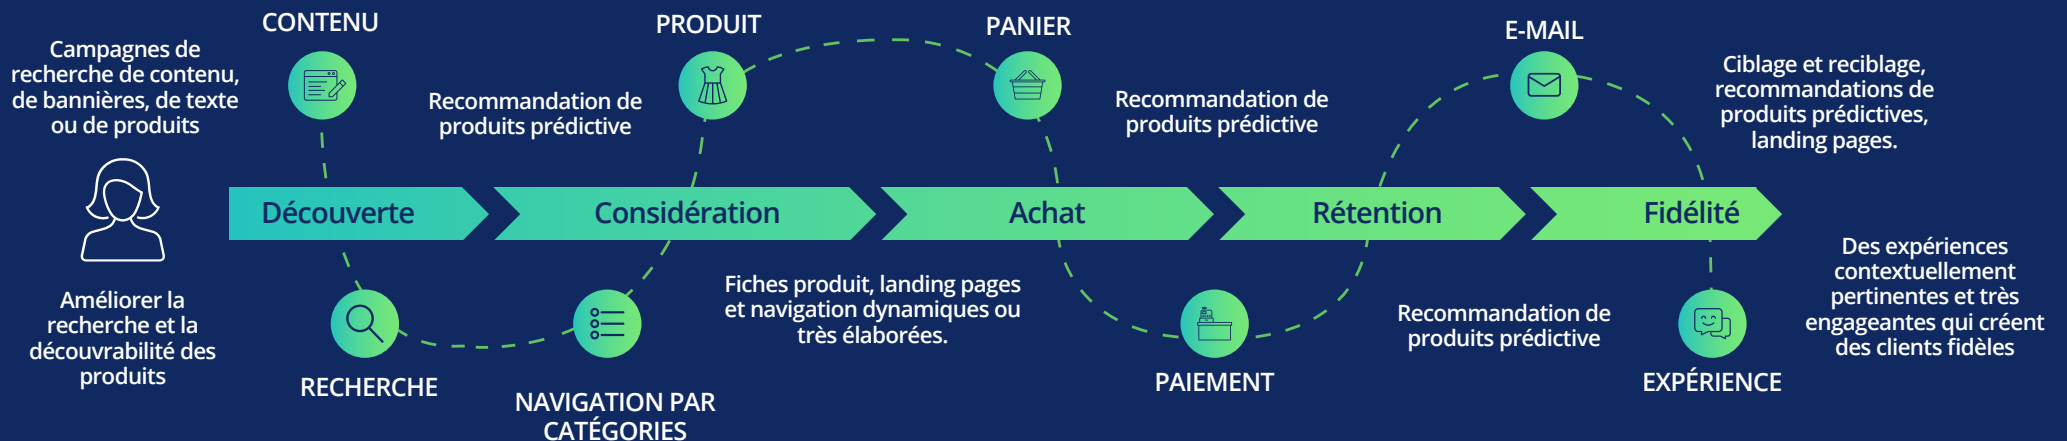 CONTENU
PRODUIT
PANIER
E-MAIL
Campagnes de
recherche de contenu,
de bannières, de texte
ou de produits
Recommandation de
produits prédictive
Recommandation de
produits prédictive
Ciblage et reciblage,
recommandations de
produits prédictives,
landing pages.
Découverte
Considération
Achat
Rétention
Fidélité
Améliorer la
recherche et la
découvrabilité des
produits
Fiches produit, landing pages
et navigation dynamiques ou
très élaborées.
Recommandation de
produits prédictive
Des expériences
contextuellement
pertinentes et très
engageantes qui créent
des clients fidèles
RECHERCHE
NAVIGATION PAR
CATÉGORIES
PAIEMENT
EXPÉRIENCE